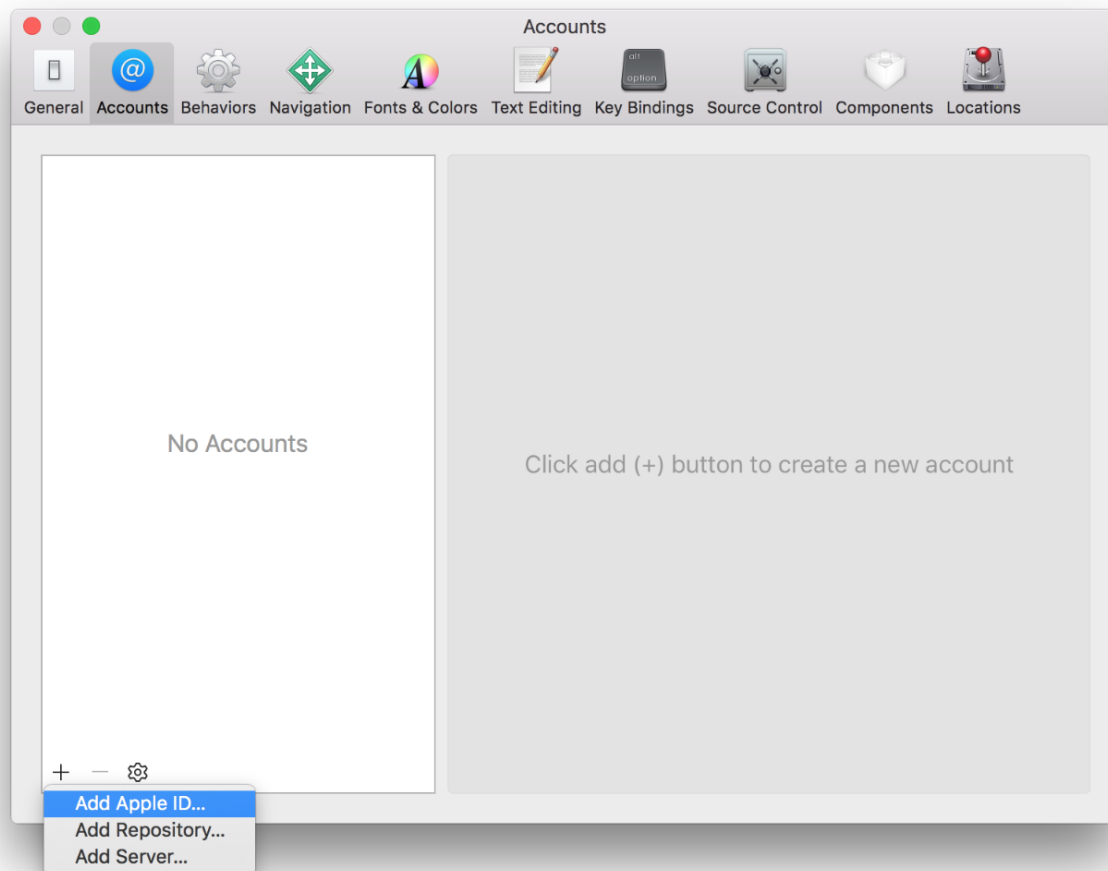 Accounts
alt
option
General Accounts Behaviors Navigation Fonts & Colors Text Editing Key Bindings Source Control Components Locations
No Accounts
Click add (+) button to create a new account
Add Apple ID...
Add Repository...
Add Server...